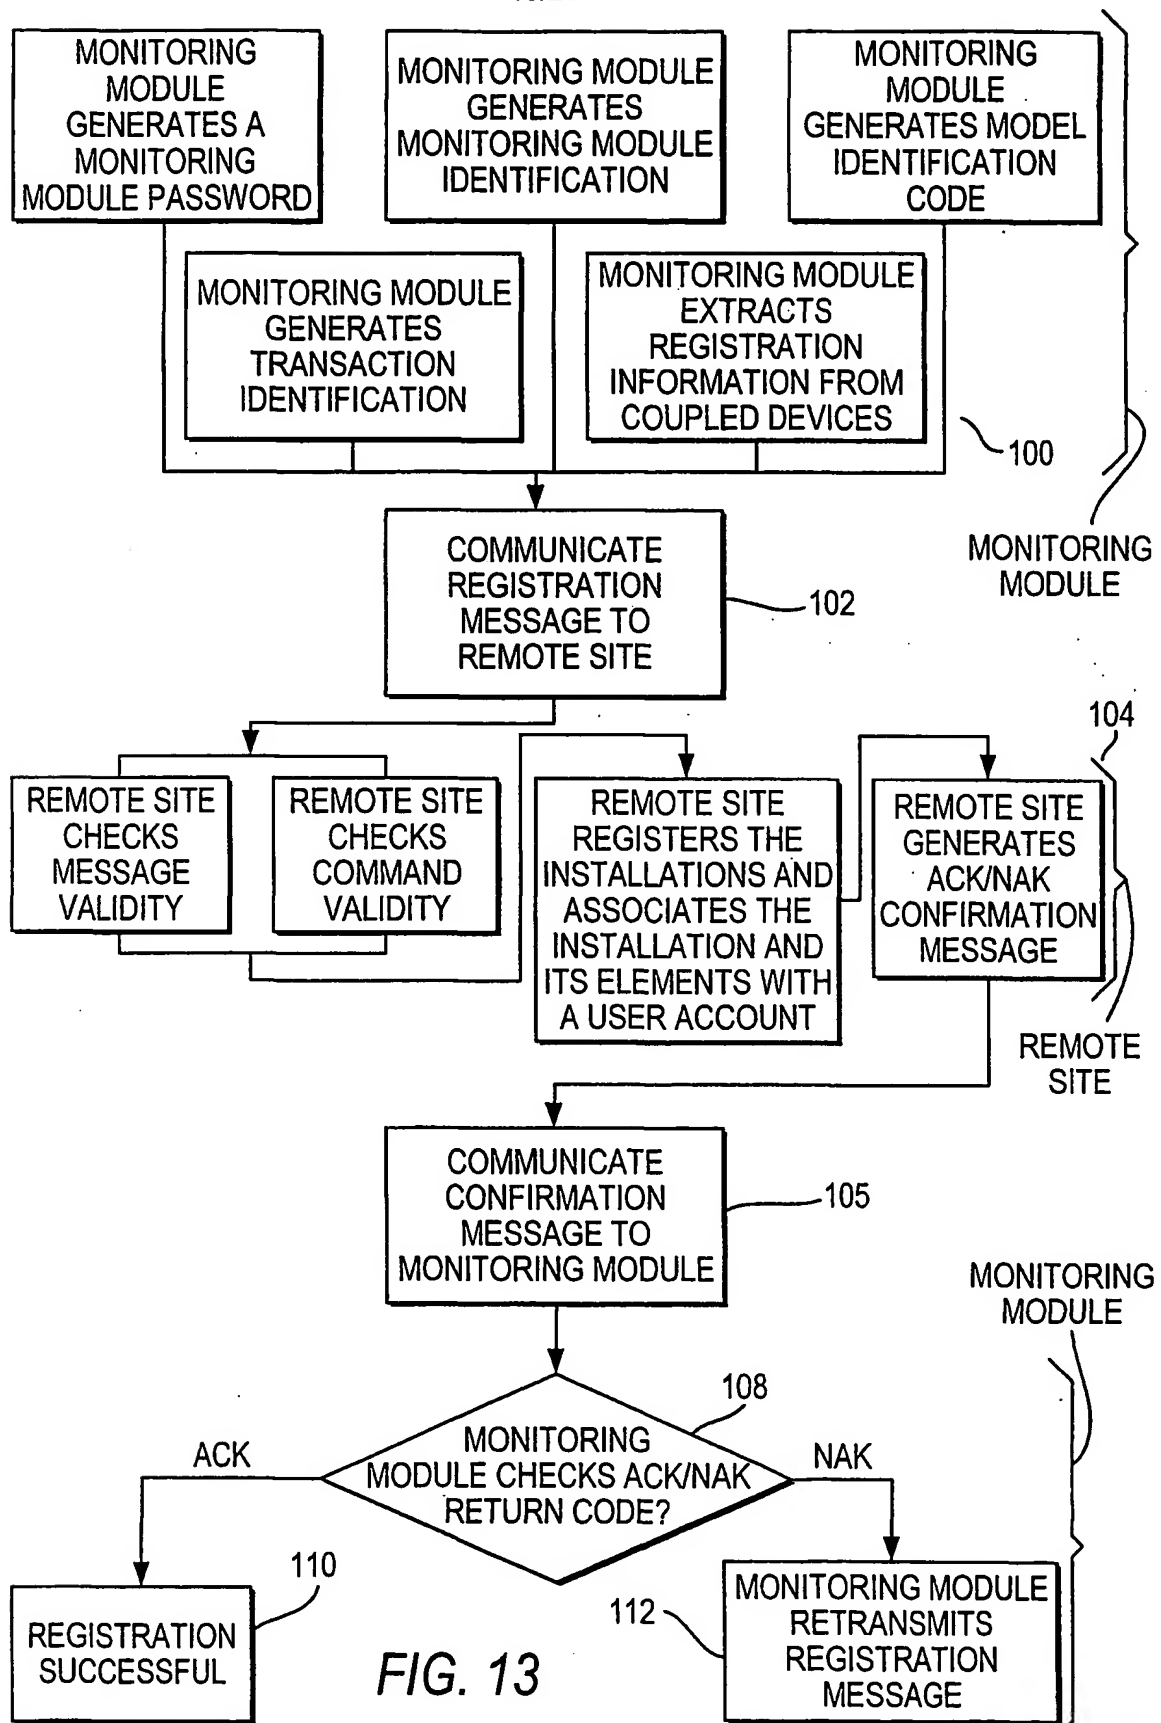 MONITORING
MODULE
GENERATES A
MONITORING
MODULE PASSWORD
MONITORING MODULE
GENERATES
MONITORING MODULE
IDENTIFICATION
MONITORING
MODULE
GENERATES MODEL
IDENTIFICATION
CODE
MONITORING MODULE
GENERATES
TRANSACTION
IDENTIFICATION
MONITORING MODULE
EXTRACTS
REGISTRATION
INFORMATION FROM
COUPLED DEVICES
100
MONITORING
MODULE
COMMUNICATE
REGISTRATION
MESSAGE TO
REMOTE SITE
102
104
REMOTE SITE
CHECKS
MESSAGE
VALIDITY
REMOTE SITE
CHECKS
COMMAND
VALIDITY
REMOTE SITE
REGISTERS THE
INSTALLATIONS AND
ASSOCIATES THE
INSTALLATION AND
ITS ELEMENTS WITH
A USER ACCOUNT
REMOTE SITE
GENERATES
ACK/NAK
CONFIRMATION
MESSAGE
REMOTE
SITE
COMMUNICATE
CONFIRMATION
MESSAGE TO
MONITORING MODULE
105
MONITORING
MODULE
108
MONITORING
MODULE CHECKS ACK/NAK
RETURN CODE?
ACK
NAK
110
REGISTRATION
SUCCESSFUL
112
MONITORING MODULE
RETRANSMITS
REGISTRATION
MESSAGE
FIG. 13